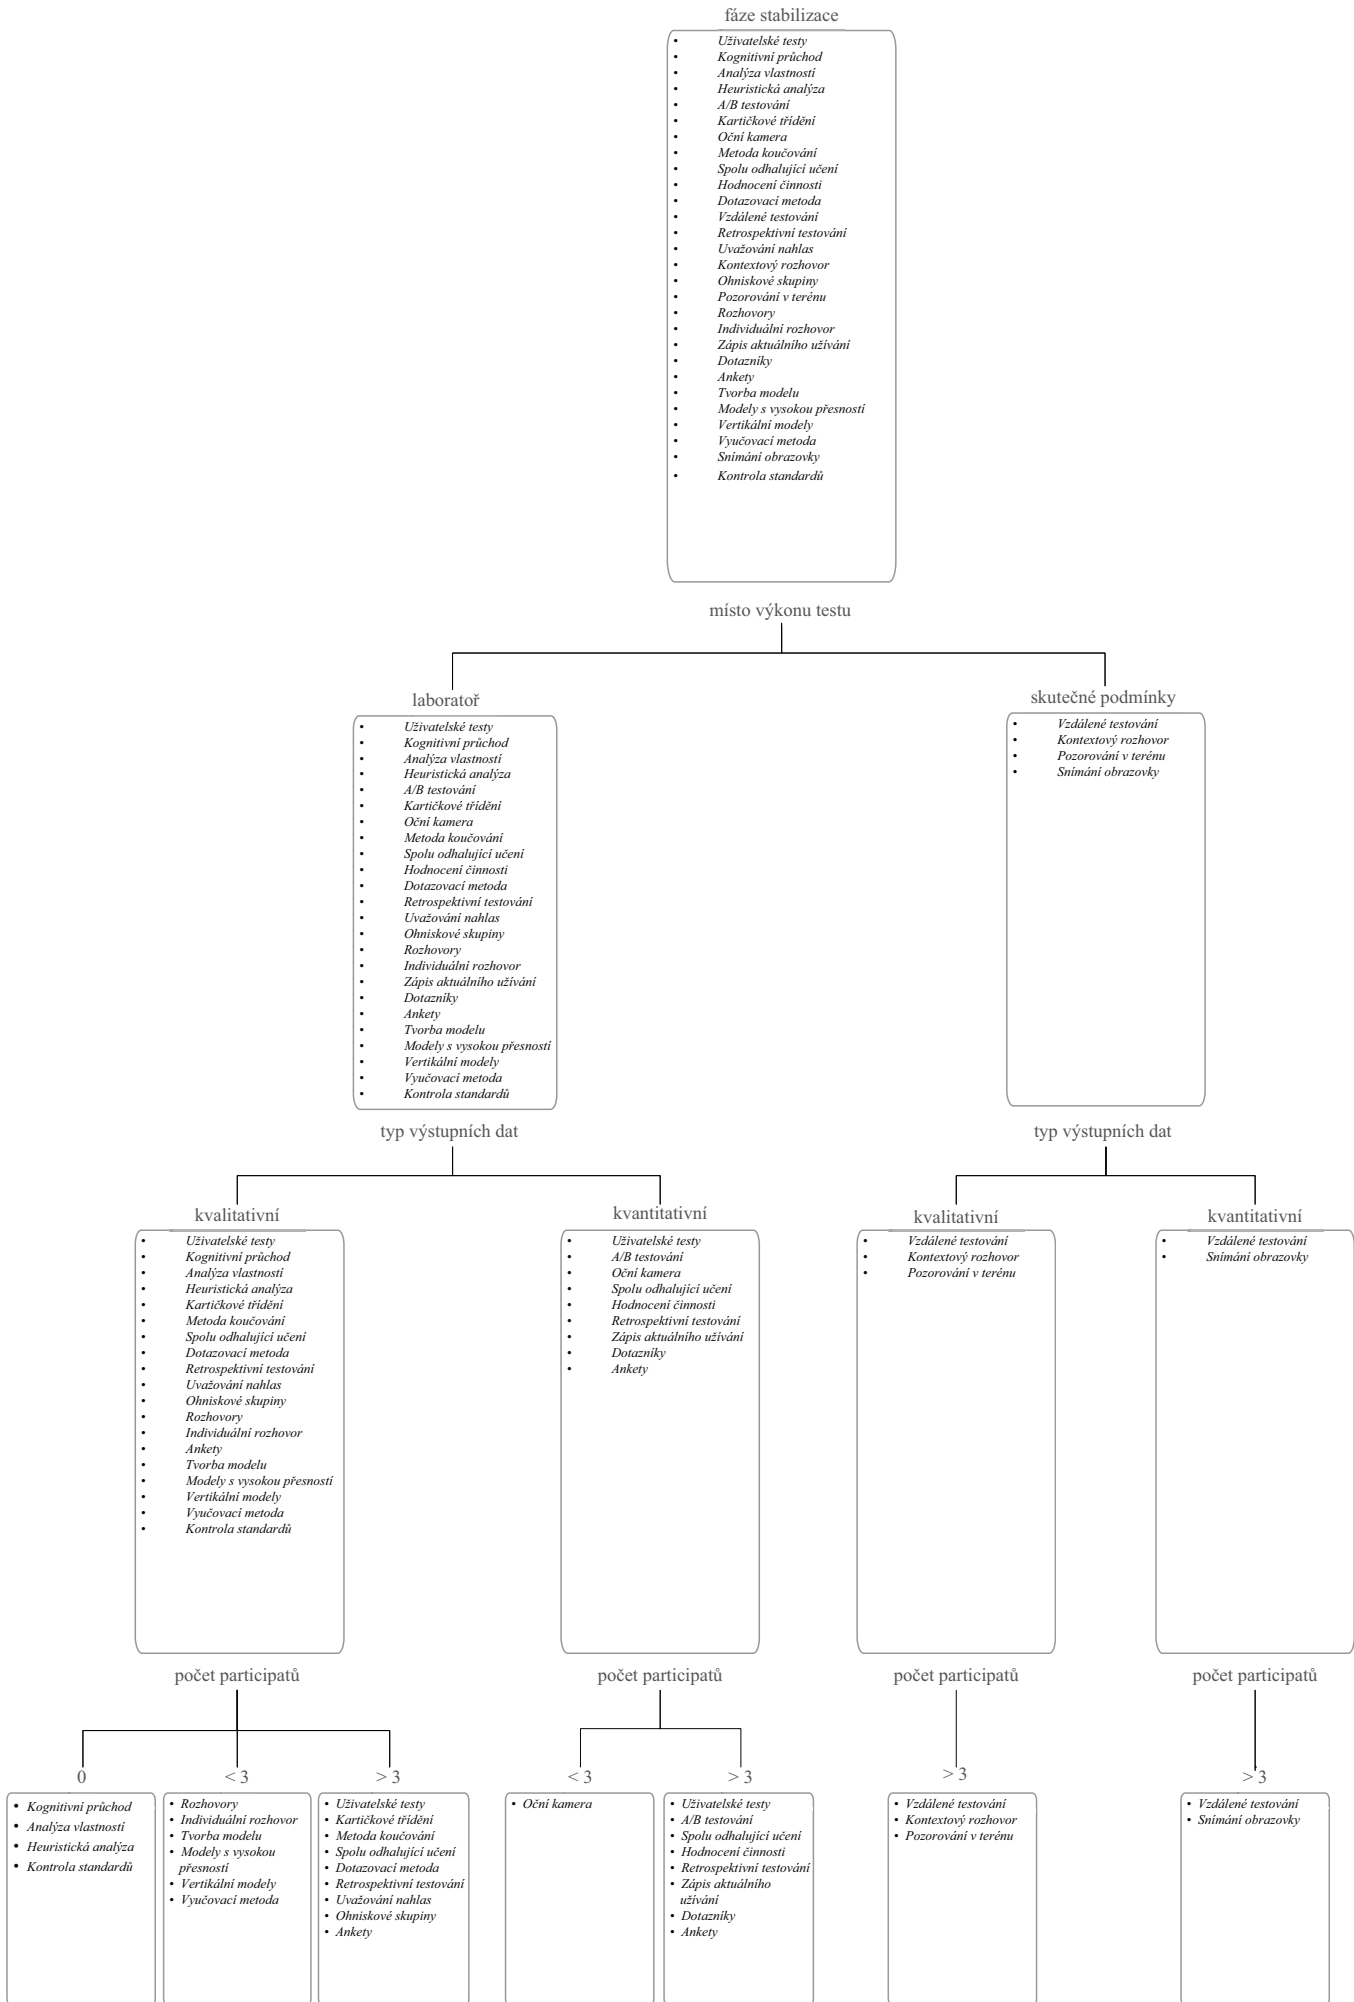 fáze stabilizace
• Uživatelské testy
• Kognitivní průchod
• Analýza vlastností
• Heuristická analýza
• A/B testování
• Kartičkové třídění
• Oční kamera
• Metoda koučování
• Spolu odhalující učení
• Hodnocení činnosti
• Dotazovací metoda
• Vzdálené testování
• Retrospektivní testování
• Uvažování nahlas
• Kontextový rozhovor
• Ohniskové skupiny
• Pozorování v terénu
• Rozhovory
• Individuální rozhovor
• Zápis aktuálního užívání
• Dotazníky
• Ankety
• Tvorba modelu
• Modely s vysokou přesností
• Vertikální modely
• Vyučovací metoda
• Snímání obrazovky
• Kontrola standardů
místo výkonu testu
laboratoř
• Uživatelské testy
• Kognitivní průchod
• Analýza vlastností
• Heuristická analýza
• A/B testování
• Kartičkové třídění
• Oční kamera
• Metoda koučování
• Spolu odhalující učení
• Hodnocení činnosti
• Dotazovací metoda
• Retrospektivní testování
• Uvažování nahlas
• Ohniskové skupiny
• Rozhovory
• Individuální rozhovor
• Zápis aktuálního užívání
• Dotazníky
• Ankety
• Tvorba modelu
• Modely s vysokou přesností
• Vertikální modely
• Vyučovací metoda
• Kontrola standardů
skutečné podmínky
• Vzdálené testování
• Kontextový rozhovor
• Pozorování v terénu
• Snímání obrazovky
typ výstupních dat
typ výstupních dat
kvalitativní
• Uživatelské testy
• Kognitivní průchod
• Analýza vlastností
• Heuristická analýza
• Kartičkové třídění
• Metoda koučování
• Spolu odhalující učení
• Dotazovací metoda
• Retrospektivní testování
• Uvažování nahlas
• Ohniskové skupiny
• Rozhovory
• Individuální rozhovor
• Ankety
• Tvorba modelu
• Modely s vysokou přesností
• Vertikální modely
• Vyučovací metoda
• Kontrola standardů
kvantitativní
• Uživatelské testy
• A/B testování
• Oční kamera
• Spolu odhalující učení
• Hodnocení činnosti
• Retrospektivní testování
• Zápis aktuálního užívání
• Dotazníky
• Ankety
kvalitativní
• Vzdálené testování
• Kontextový rozhovor
• Pozorování v terénu
kvantitativní
• Vzdálené testování
• Snímání obrazovky
počet participatů
počet participatů
počet participatů
počet participatů
0
• Kognitivní průchod
• Analýza vlastností
• Heuristická analýza
• Kontrola standardů
< 3
• Rozhovory
• Individuální rozhovor
• Tvorba modelu
• Modely s vysokou
přesností
• Vertikální modely
• Vyučovací metoda
> 3
• Uživatelské testy
• Kartičkové třídění
• Metoda koučování
• Spolu odhalující učení
• Dotazovací metoda
• Retrospektivní testování
• Uvažování nahlas
• Ohniskové skupiny
• Ankety
< 3
• Oční kamera
> 3
• Uživatelské testy
• A/B testování
• Spolu odhalující učení
• Hodnocení činnosti
• Retrospektivní testování
• Zápis aktuálního
užívání
• Dotazníky
• Ankety
> 3
• Vzdálené testování
• Kontextový rozhovor
• Pozorování v terénu
> 3
• Vzdálené testování
• Snímání obrazovky